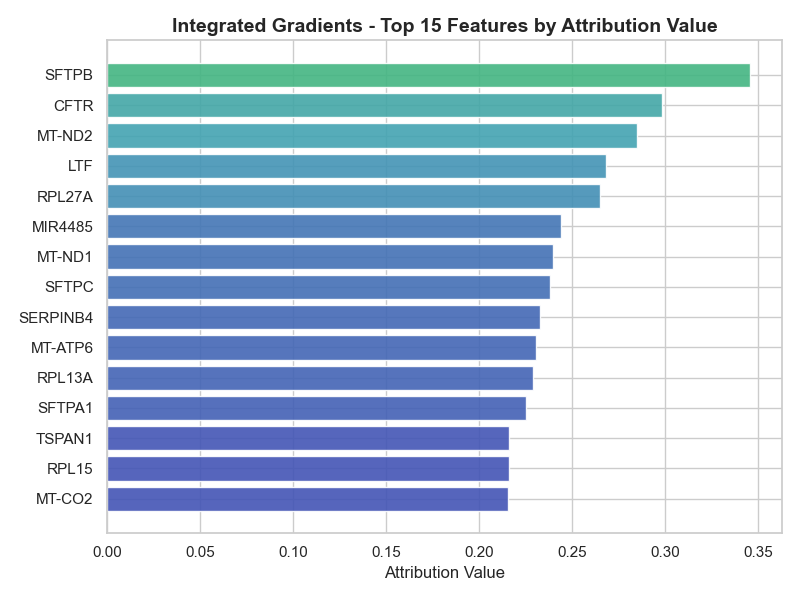 Integrated Gradients - Top 15 Features by Attribution Value
SFTPB
CFTR
MT-ND2
LTF
RPL27A
MIR4485
MT-ND1
SFTPC
SERPINB4
MT-ATP6
RPL13A
SFTPA1
TSPAN1
RPL15
MT-CO2
0.00 0.05 0.10 0.15 0.20 0.25 0.30 0.35
Attribution Value